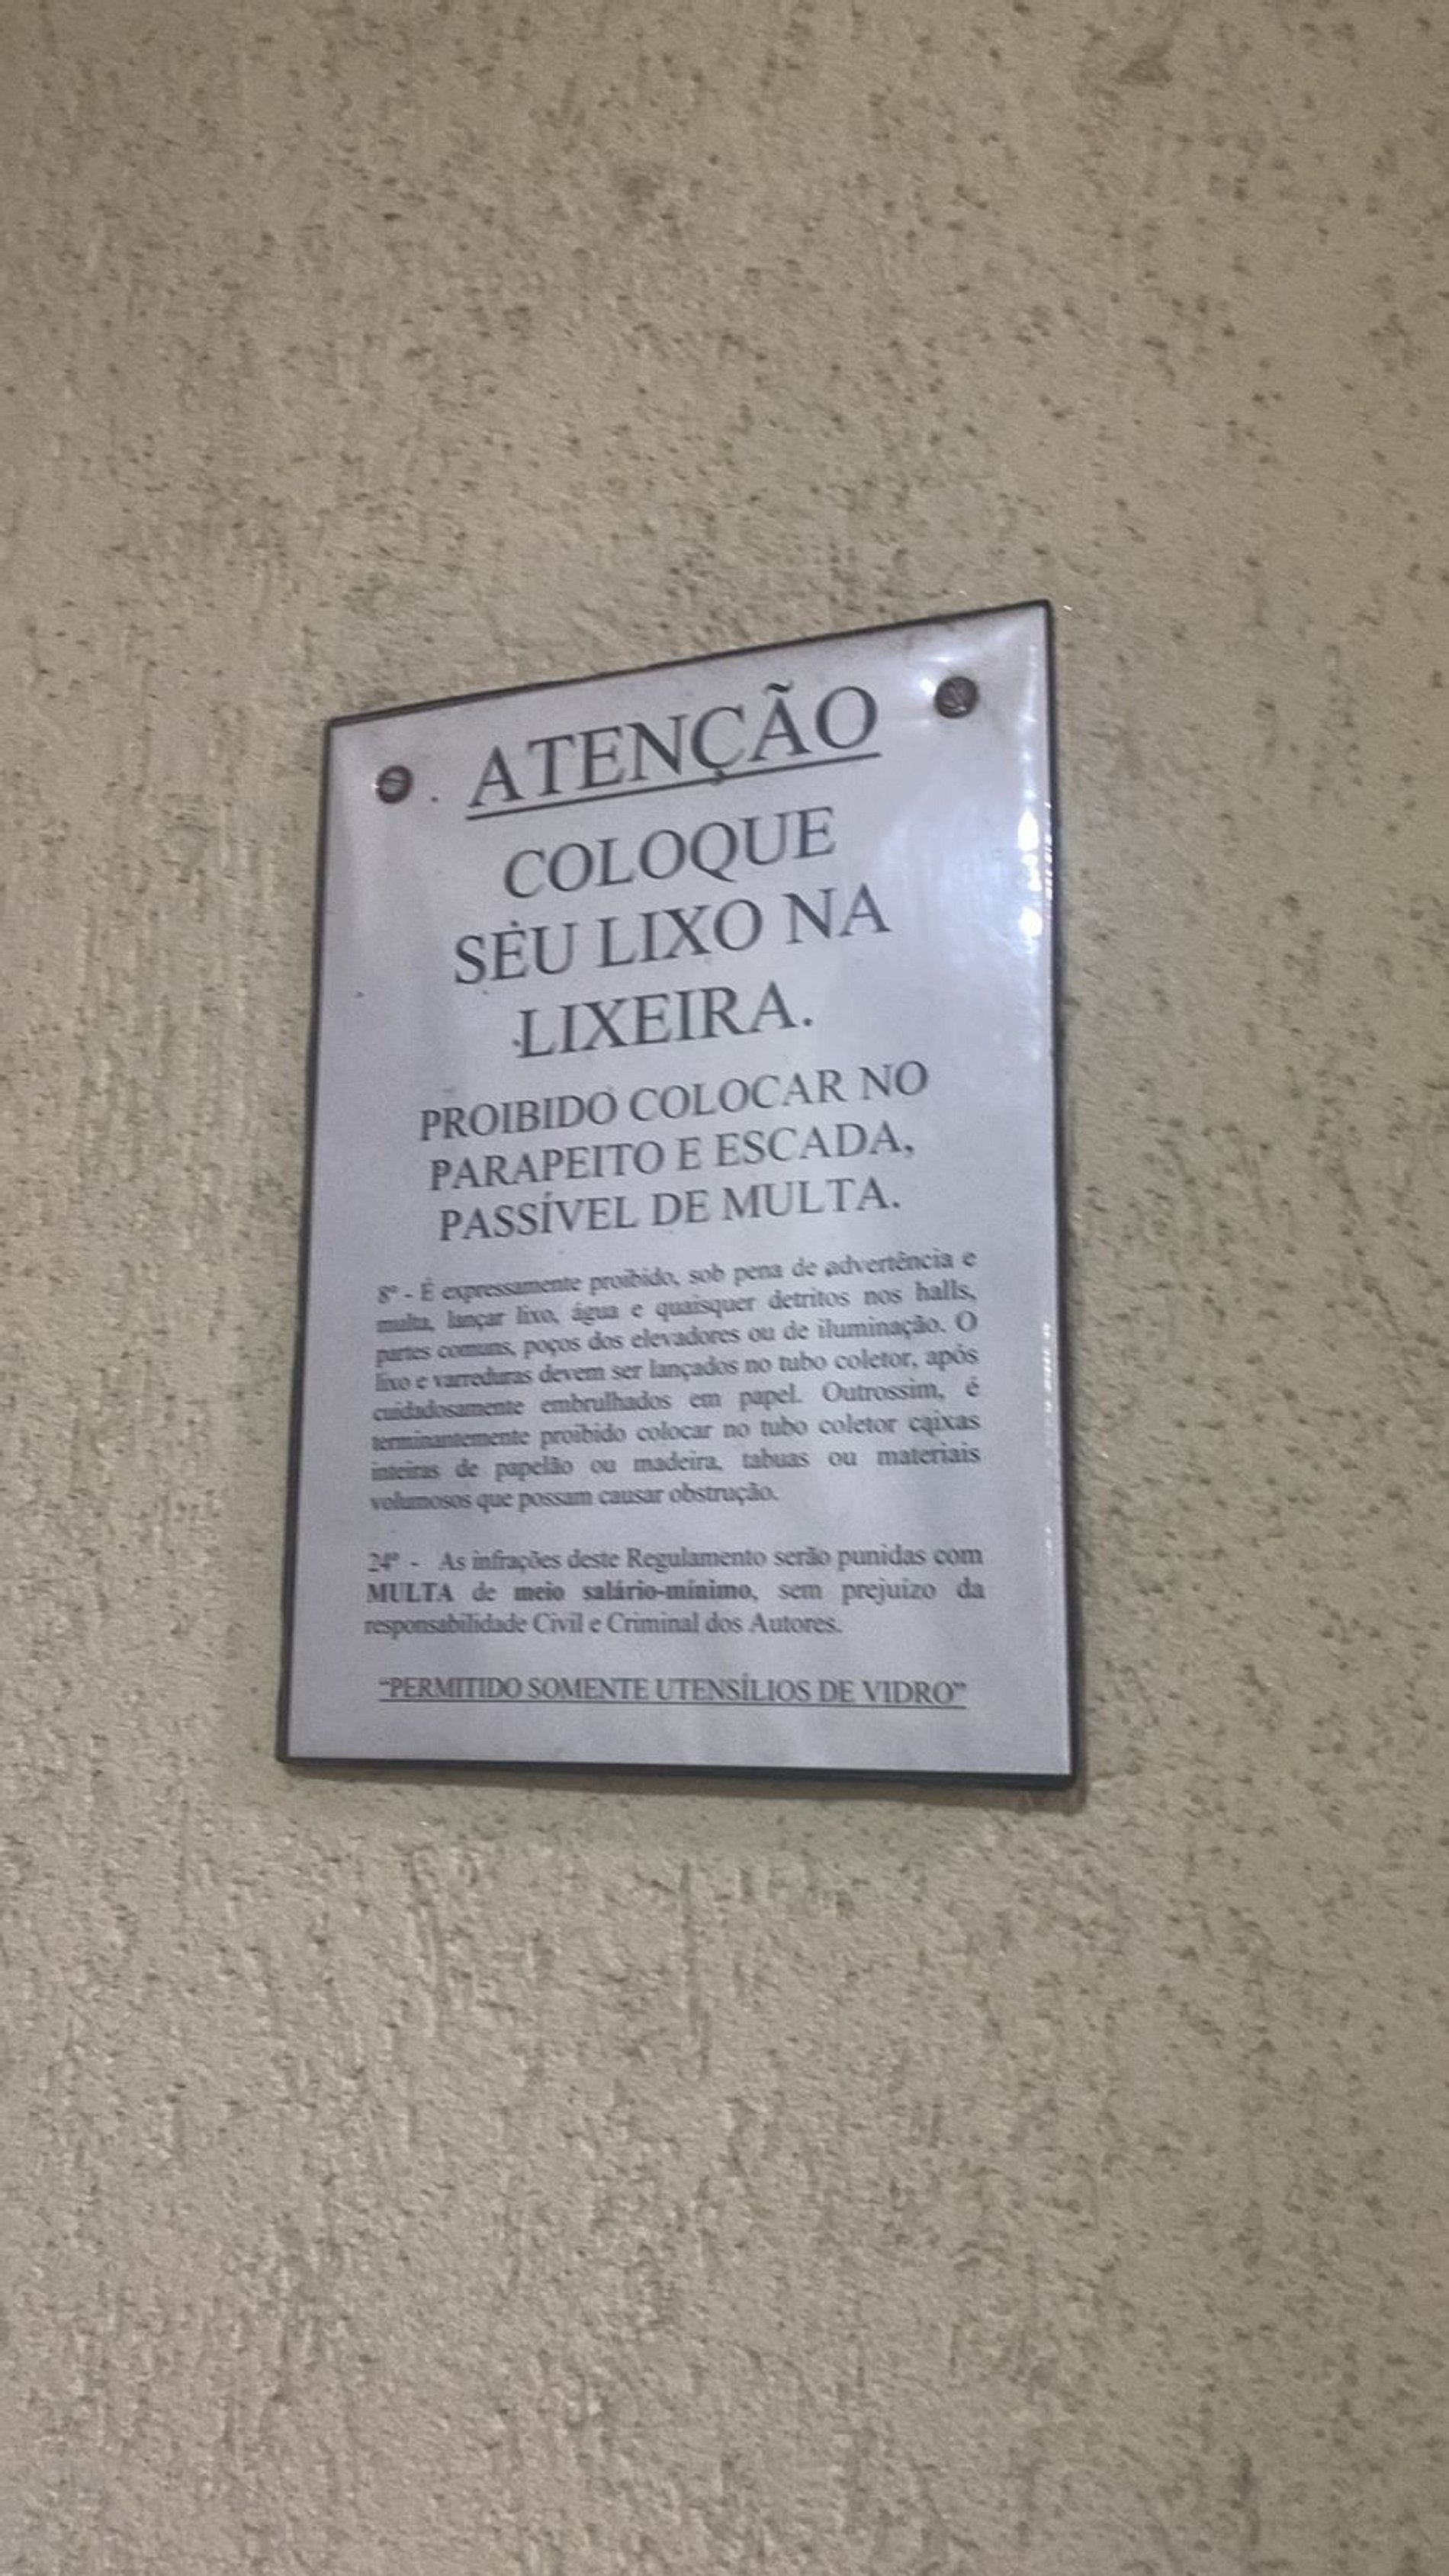 ATENÇÃO
COLOQUE
SEU LIXO NA
LIXEIRA.
PROIBIDO COLOCAR NO
PARAPEITO E ESCADA,
PASSÍVEL DE MULTA.
8º - É expressamente proibido, sob pena de advertência e
multa, lançar lixo, água e quaisquer detritos nos halls,
partes comuns, poços dos elevadores ou de iluminação. O
lixo e varreduras devem ser lançados no tubo coletor, após
cuidadosamente embrulhados em papel. Outrossim, é
terminantemente proibido colocar no tubo coletor caixas
inteiras de papelão ou madeira, tabuas ou materiais
volumosos que possam causar obstrução.
24º - As infrações deste Regulamento serão punidas com
MULTA de meio salário-mínimo, sem prejuizo da
responsabilidade Civil e Criminal dos Autores.
“PERMITIDO SOMENTE UTENSÍLIOS DE VIDRO”